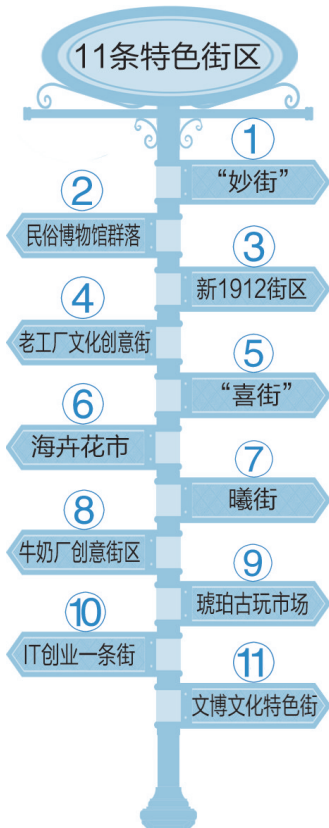 11条特色街区
①
“妙街”
②
民俗博物馆群落
③
新1912街区
④
老工厂文化创意街
⑤
“喜街”
⑥
海卉花市
⑦
曦街
⑧
牛奶厂创意街区
⑨
琥珀古玩市场
⑩
IT创业一条街
⑪
文博文化特色街